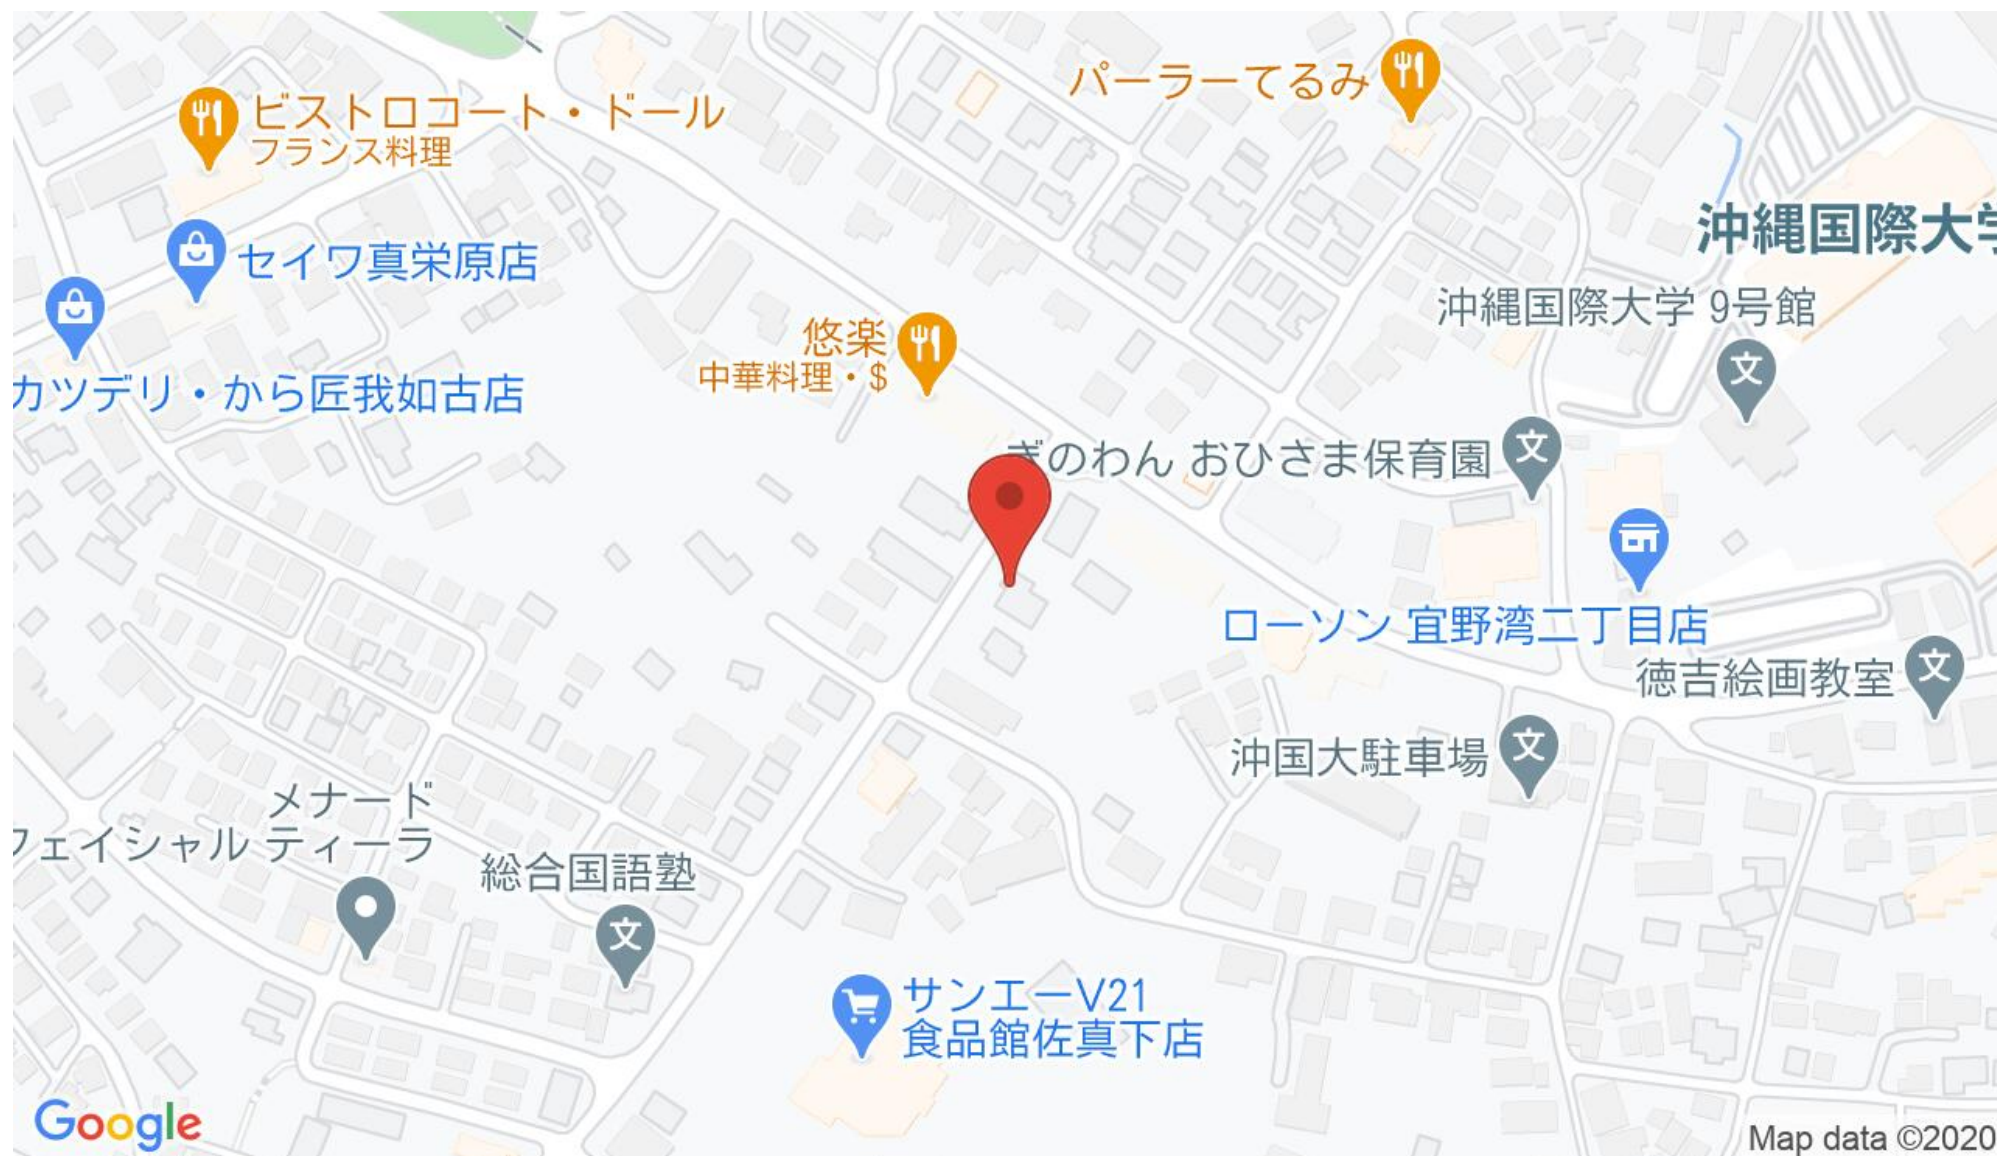 パーラーてるみ
ビストロコート・ドール
フランス料理
沖縄国際大
セイワ真栄原店
沖縄国際大学 9号館
悠楽
中華料理・$
カツデリ・から匠我如古店
ぎのわん おひさま保育園
ローソン 宜野湾二丁目店
徳吉絵画教室
沖国大駐車場
メナード
フェイシャル ティーラ
総合国語塾
サンエーV21
食品館佐真下店
Google
Map data ©2020